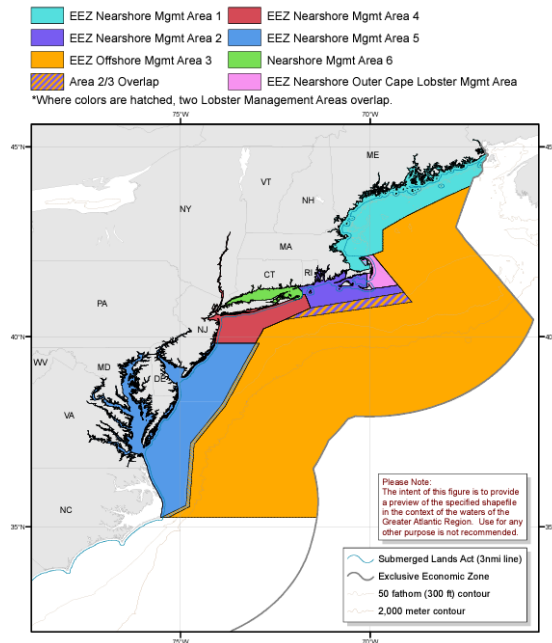 EEZ Nearshore Mgmt Area 1
EEZ Nearshore Mgmt Area 2
EEZ Offshore Mgmt Area 3
Area 2/3 Overlap
EEZ Nearshore Mgmt Area 4
EEZ Nearshore Mgmt Area 5
Nearshore Mgmt Area 6
EEZ Nearshore Outer Cape Lobster Mgmt Area
*Where colors are hatched, two Lobster Management Areas overlap.
75°W
70°W
45°N
45°N
ME
VT
NH
NY
MA
CT
RI
PA
40°N
40°N
NJ
WV
MD
DE
VA
NC
35°N
35°N
Please Note:
The intent of this figure is to provide
a preview of the specified shapefile
in the context of the waters of the
Greater Atlantic Region. Use for any
other purpose is not recommended.
Submerged Lands Act (3nmi line)
Exclusive Economic Zone
50 fathom (300 ft) contour
2,000 meter contour
75°W
70°W